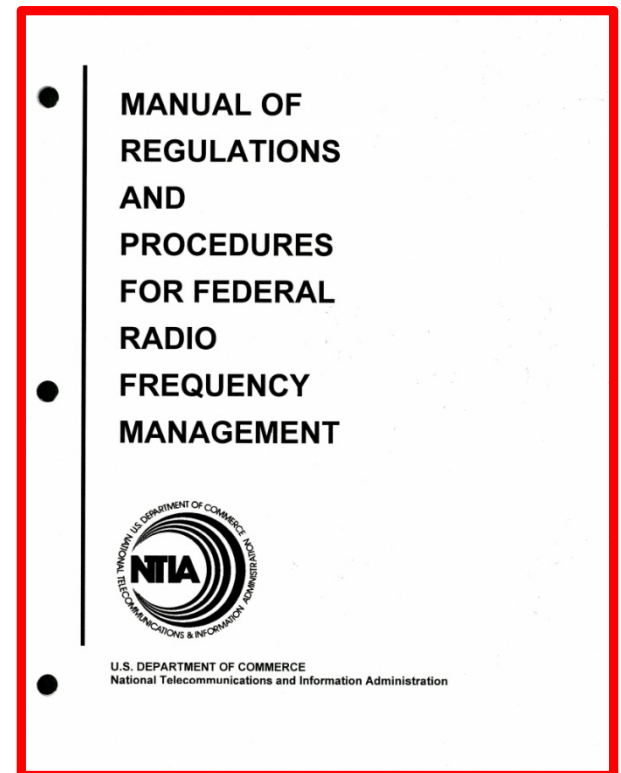 MANUAL OF
REGULATIONS
AND
PROCEDURES
FOR FEDERAL
RADIO
FREQUENCY
MANAGEMENT
U.S. DEPARTMENT OF COMMERCE
NATIONAL TELECOMMUNICATIONS & INFORMATION ADMINISTRATION
NTIA
U.S. DEPARTMENT OF COMMERCE
National Telecommunications and Information Administration